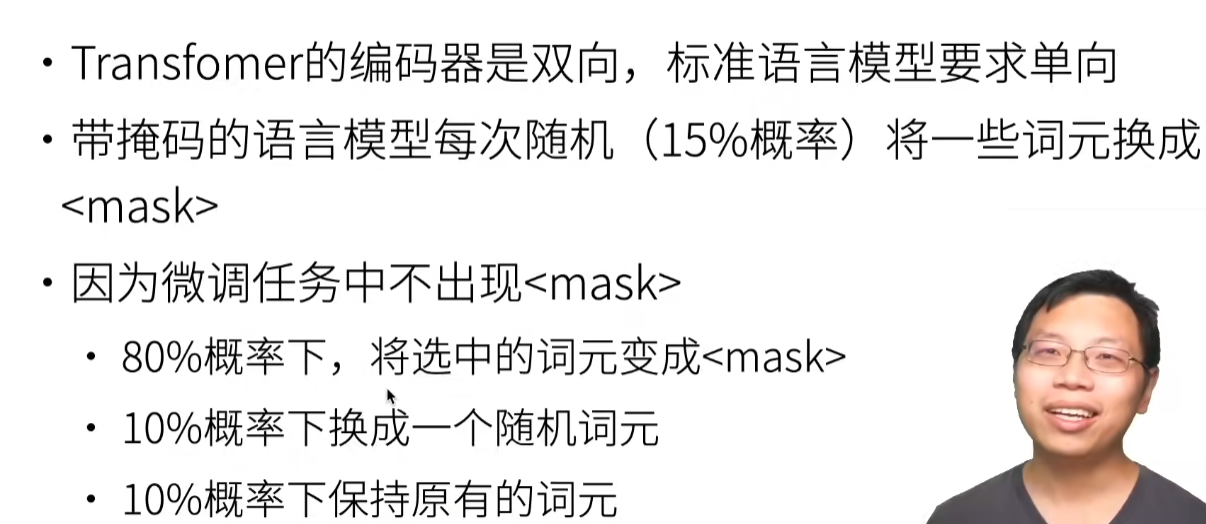 • Transfomer的编码器是双向，标准语言模型要求单向
• 带掩码的语言模型每次随机（15%概率）将一些词元换成
<mask>
• 因为微调任务中不出现<mask>
• 80%概率下，将选中的词元变成<mask>
• 10%概率下换成一个随机词元
• 10%概率下保持原有的词元